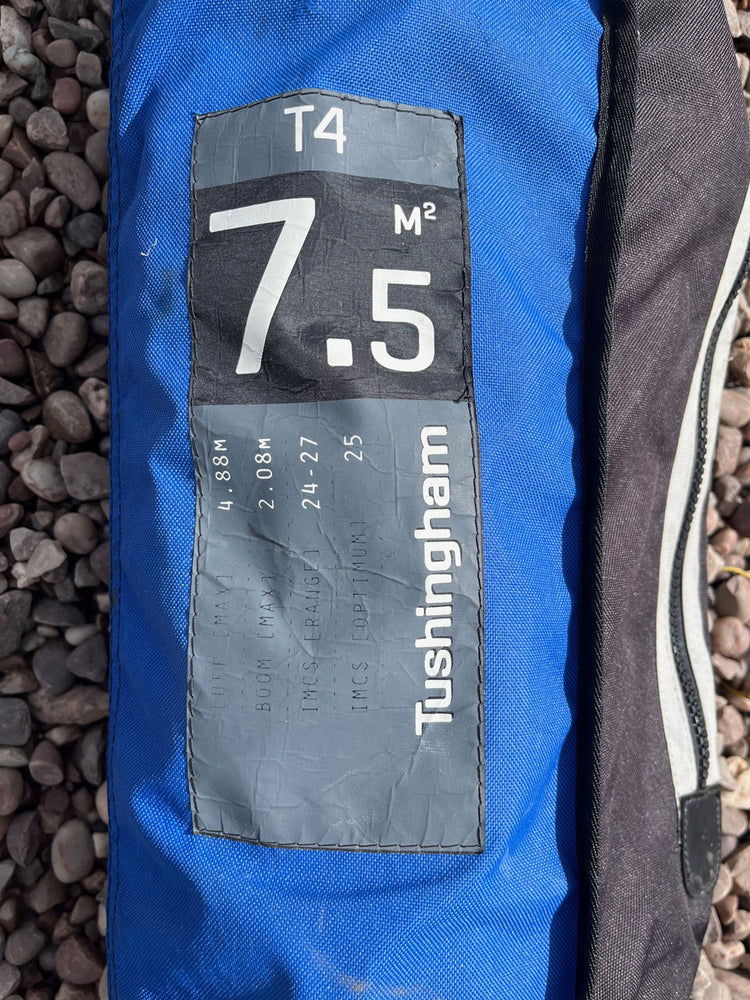 T4
7.5 M²
LUFF [MAX] 4.88M
BOOM [MAX] 2.08M
IMCS [RANGE] 24-27
IMCS [OPTIMUM] 25
Tushingham